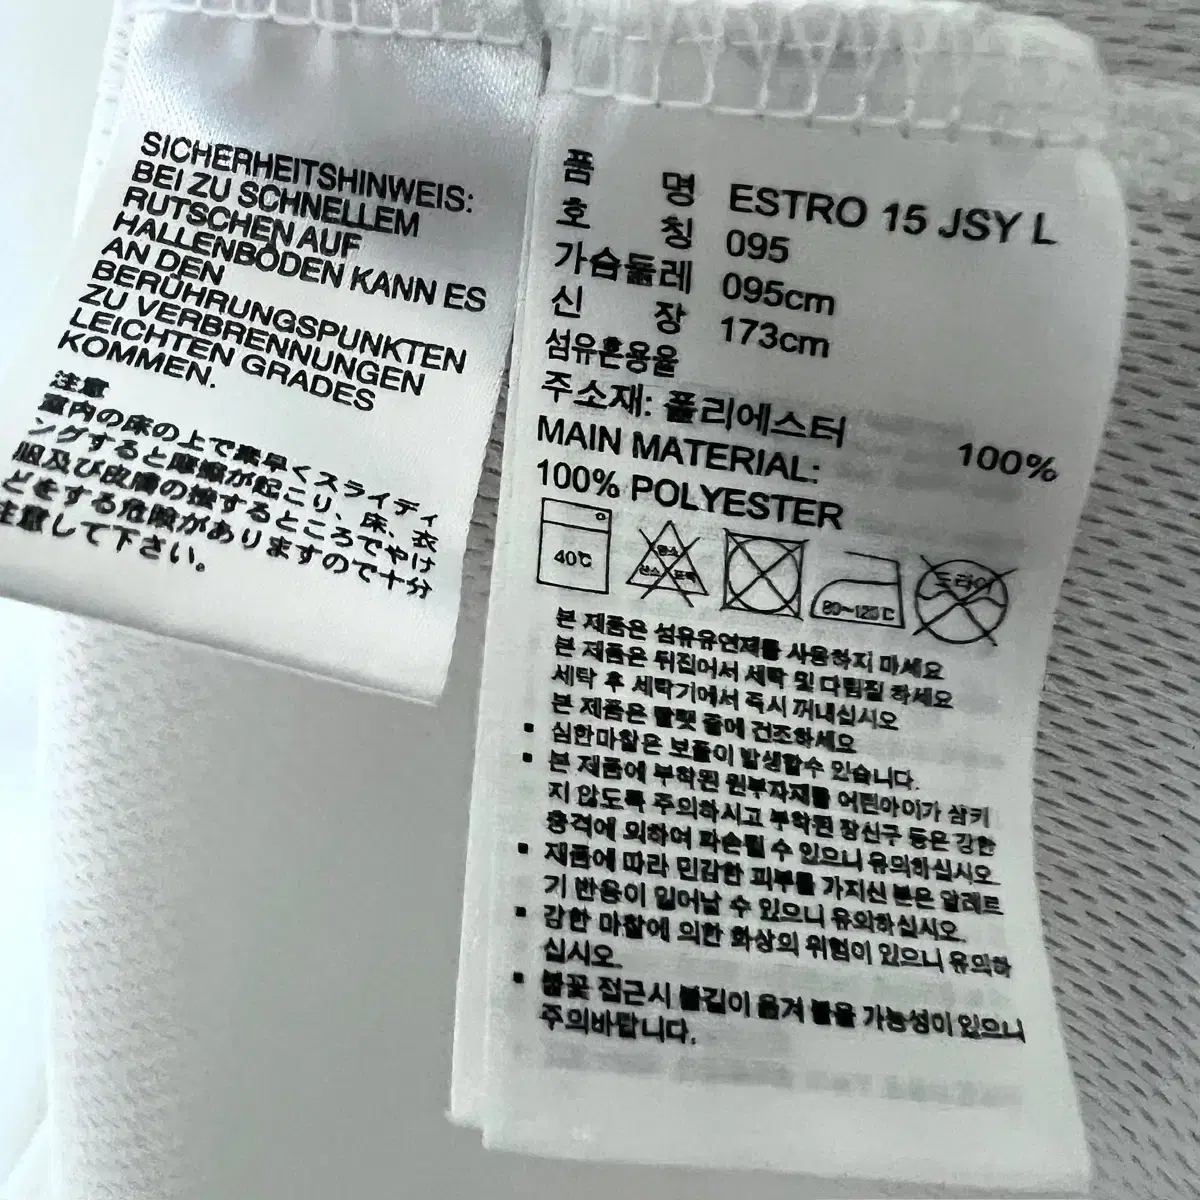 SICHERHEITSHINWEIS:
BEI ZU SCHNELLEM
RUTSCHEN AUF
HALLENBÖDEN KANN ES
AN DEN
BERÜHRUNGSPUNKTEN
ZU VERBRENNUNGEN
LEICHTEN GRADES
KOMMEN.
注意
室内の床の上で素早くスライディ
ングすると摩擦が起こり、床、衣
服及び皮膚の接するところでやけ
どをする危険がありますので十分
注意して下さい。
품 명 ESTRO 15 JSY L
호 칭 095
가슴둘레 095cm
신 장 173cm
섬유혼용율
주소재: 폴리에스터 100%
MAIN MATERIAL:
100% POLYESTER
40℃
염소
산소 표백
80~120℃
드라이
본 제품은 섬유유연제를 사용하지 마세요
본 제품은 뒤집어서 세탁 및 다림질 하세요
세탁 후 세탁기에서 즉시 꺼내십시오
본 제품은 탈탯 줄에 건조하세요
▪ 심한마찰은 보풀이 발생할수 있습니다.
▪ 본 제품에 부착된 원부자재를 어린아이가 삼키
지 않도록 주의하시고 부착된 장신구 등은 강한
충격에 의하여 파손될 수 있으니 유의하십시오
▪ 제품에 따라 민감한 피부를 가지신 분은 알레트
기 반응이 일어날 수 있으니 유의하십시오.
▪ 강한 마찰에 의한 화상의 위험이 있으니 유의하
십시오.
▪ 불꽃 접근시 불길이 옮겨 붙을 가능성이 있으니
주의바랍니다.